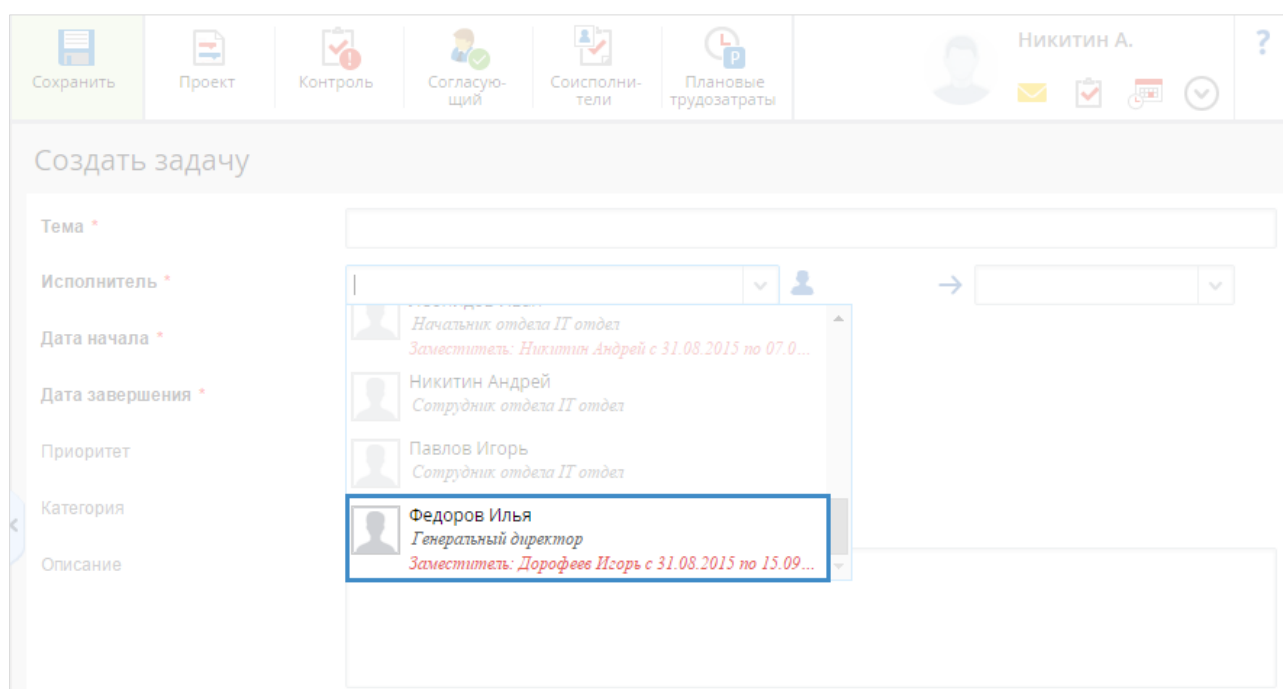 Никитин А.
?
Сохранить
Проект
Контроль
Согласую-
щий
Соисполни-
тели
P
Плановые
трудозатраты
Создать задачу
Тема *
Исполнитель *
Начальник отдела IT отдел
Заместитель: Никитин Андрей с 31.08.2015 по 07.0...
Дата начала *
Никитин Андрей
Сотрудник отдела IT отдел
Дата завершения *
Павлов Игорь
Сотрудник отдела IT отдел
Приоритет
Федоров Илья
Генеральный директор
Заместитель: Дорофеев Игорь с 31.08.2015 по 15.09...
Категория
Описание